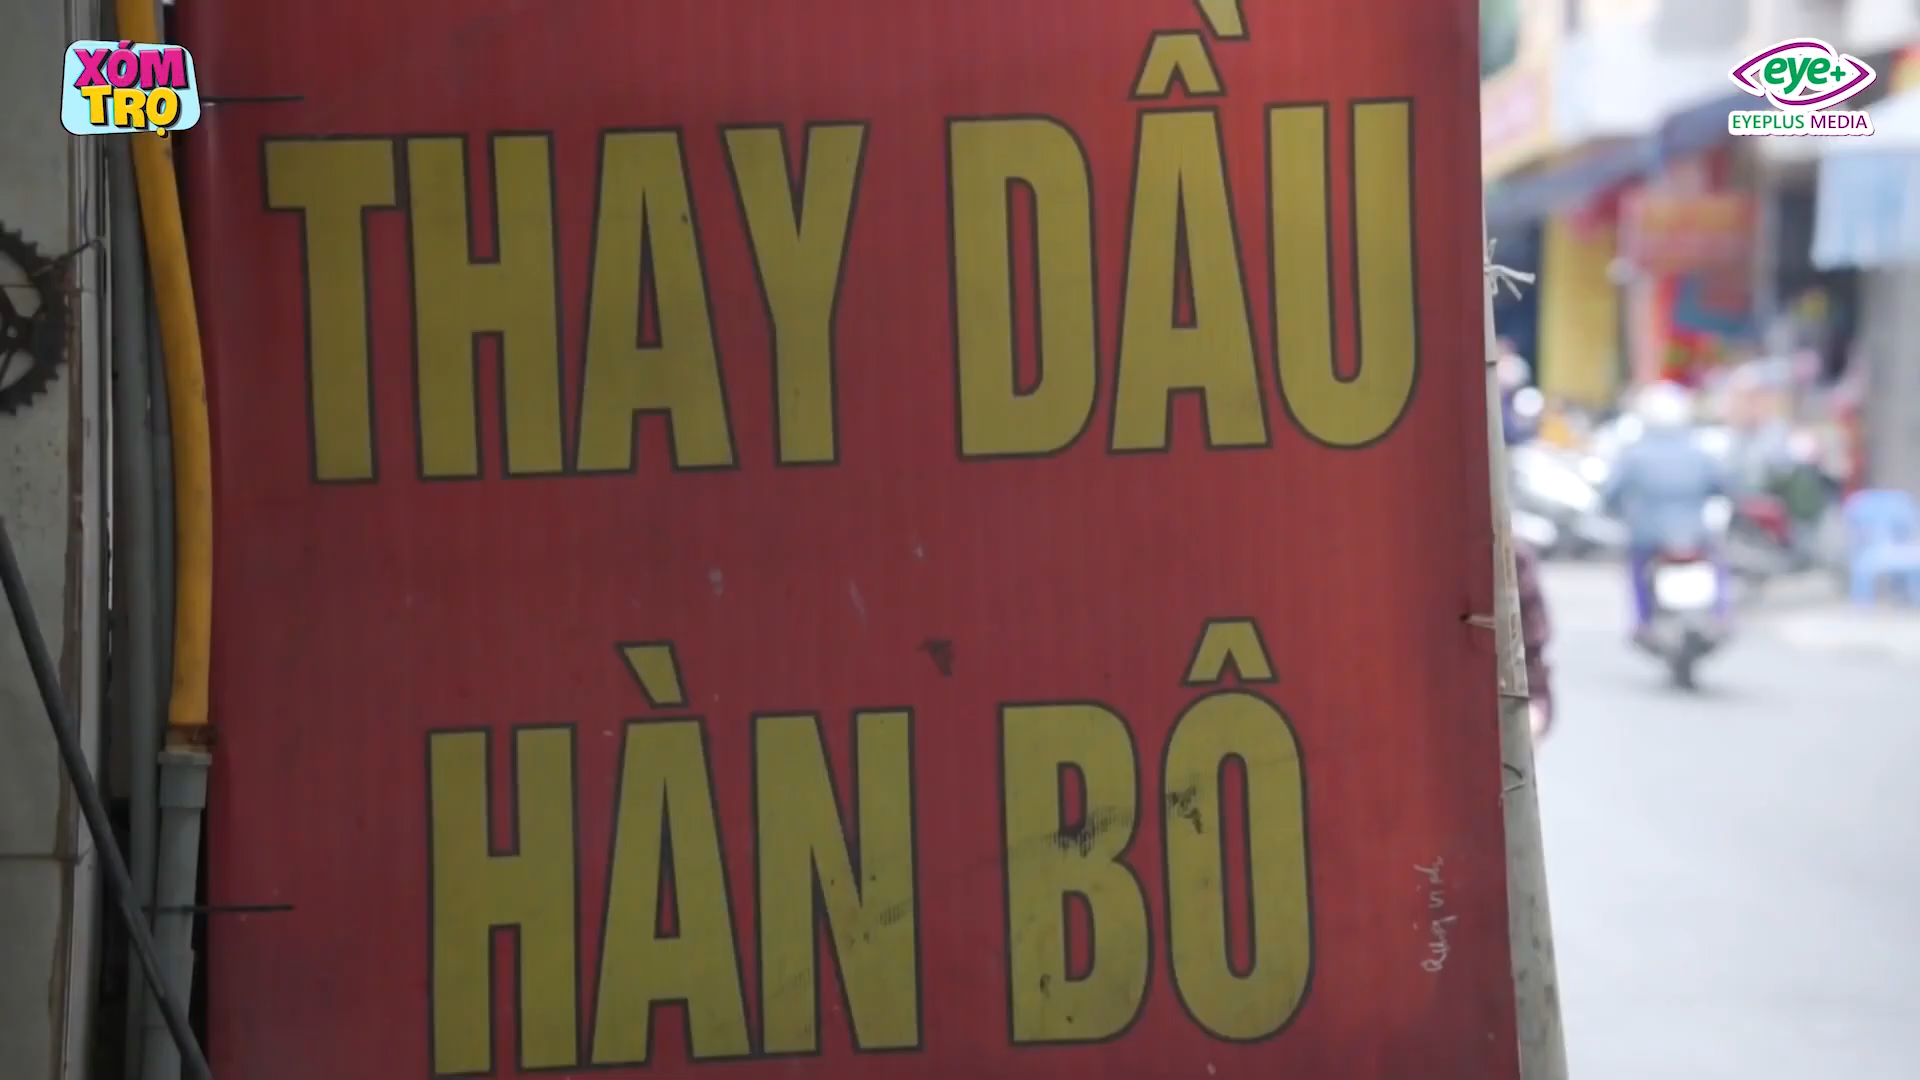 XÓM
TRỌ
eye+
EYEPLUS MEDIA
THAY DẦU
HÀN BÔ